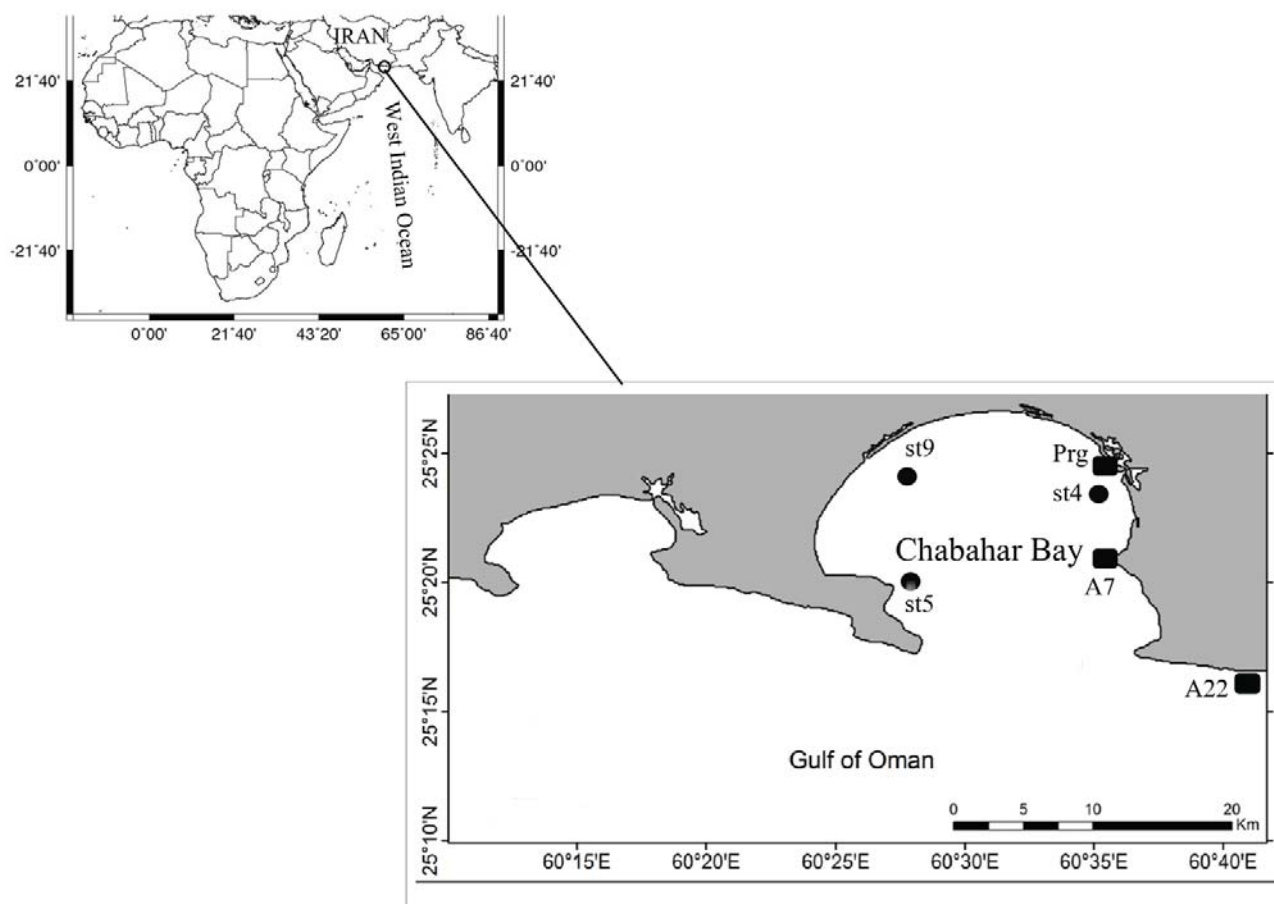 IRAN
21°40'
21°40'
West Indian Ocean
0°00'
0°00'
-21°40'
-21°40'
0°00'
21°40'
43°20'
65°00'
86°40'
25°25'N
st9
Prg
st4
Chabahar Bay
25°20'N
A7
st5
A22
25°15'N
Gulf of Oman
0
5
10
20
Km
25°10'N
60°15'E
60°20'E
60°25'E
60°30'E
60°35'E
60°40'E